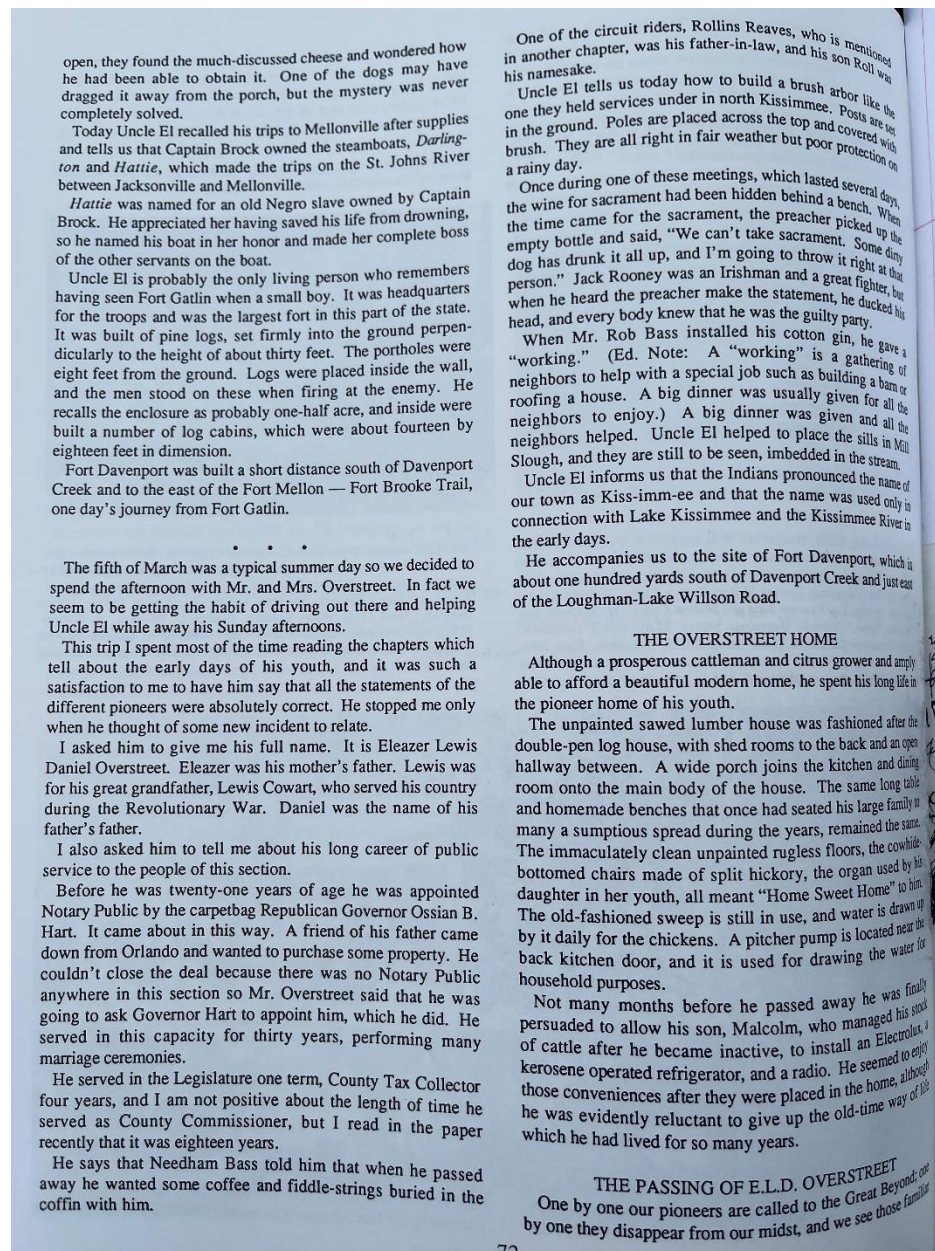 open, they found the much-discussed cheese and wondered how
he had been able to obtain it. One of the dogs may have
dragged it away from the porch, but the mystery was never
completely solved.
Today Uncle El recalled his trips to Mellonville after supplies
and tells us that Captain Brock owned the steamboats, Darling-
ton and Hattie, which made the trips on the St. Johns River
between Jacksonville and Mellonville.
Hattie was named for an old Negro slave owned by Captain
Brock. He appreciated her having saved his life from drowning,
so he named his boat in her honor and made her complete boss
of the other servants on the boat.
Uncle El is probably the only living person who remembers
having seen Fort Gatlin when a small boy. It was headquarters
for the troops and was the largest fort in this part of the state.
It was built of pine logs, set firmly into the ground perpen-
dicularly to the height of about thirty feet. The portholes were
eight feet from the ground. Logs were placed inside the wall,
and the men stood on these when firing at the enemy. He
recalls the enclosure as probably one-half acre, and inside were
built a number of log cabins, which were about fourteen by
eighteen feet in dimension.
Fort Davenport was built a short distance south of Davenport
Creek and to the east of the Fort Mellon — Fort Brooke Trail,
one day's journey from Fort Gatlin.
• • •
The fifth of March was a typical summer day so we decided to
spend the afternoon with Mr. and Mrs. Overstreet. In fact we
seem to be getting the habit of driving out there and helping
Uncle El while away his Sunday afternoons.
This trip I spent most of the time reading the chapters which
tell about the early days of his youth, and it was such a
satisfaction to me to have him say that all the statements of the
different pioneers were absolutely correct. He stopped me only
when he thought of some new incident to relate.
I asked him to give me his full name. It is Eleazer Lewis
Daniel Overstreet. Eleazer was his mother's father. Lewis was
for his great grandfather, Lewis Cowart, who served his country
during the Revolutionary War. Daniel was the name of his
father's father.
I also asked him to tell me about his long career of public
service to the people of this section.
Before he was twenty-one years of age he was appointed
Notary Public by the carpetbag Republican Governor Ossian B.
Hart. It came about in this way. A friend of his father came
down from Orlando and wanted to purchase some property. He
couldn't close the deal because there was no Notary Public
anywhere in this section so Mr. Overstreet said that he was
going to ask Governor Hart to appoint him, which he did. He
served in this capacity for thirty years, performing many
marriage ceremonies.
He served in the Legislature one term, County Tax Collector
four years, and I am not positive about the length of time he
served as County Commissioner, but I read in the paper
recently that it was eighteen years.
He says that Needham Bass told him that when he passed
away he wanted some coffee and fiddle-strings buried in the
coffin with him.
One of the circuit riders, Rollins Reaves, who is mentioned
in another chapter, was his father-in-law, and his son Roll was
his namesake.
Uncle El tells us today how to build a brush arbor like the
one they held services under in north Kissimmee. Posts are set
in the ground. Poles are placed across the top and covered with
brush. They are all right in fair weather but poor protection on
a rainy day.
Once during one of these meetings, which lasted several days,
the wine for sacrament had been hidden behind a bench. When
the time came for the sacrament, the preacher picked up the
empty bottle and said, “We can't take sacrament. Some dirty
dog has drunk it all up, and I'm going to throw it right at that
person.” Jack Rooney was an Irishman and a great fighter, but
when he heard the preacher make the statement, he ducked his
head, and every body knew that he was the guilty party.
When Mr. Rob Bass installed his cotton gin, he gave a
“working.” (Ed. Note: A “working” is a gathering of
neighbors to help with a special job such as building a barn or
roofing a house. A big dinner was usually given for all the
neighbors to enjoy.) A big dinner was given and all the
neighbors helped. Uncle El helped to place the sills in Mill
Slough, and they are still to be seen, imbedded in the stream.
Uncle El informs us that the Indians pronounced the name of
our town as Kiss-imm-ee and that the name was used only in
connection with Lake Kissimmee and the Kissimmee River in
the early days.
He accompanies us to the site of Fort Davenport, which is
about one hundred yards south of Davenport Creek and just east
of the Loughman-Lake Willson Road.
THE OVERSTREET HOME
Although a prosperous cattleman and citrus grower and amply
able to afford a beautiful modern home, he spent his long life in
the pioneer home of his youth.
The unpainted sawed lumber house was fashioned after the
double-pen log house, with shed rooms to the back and an open
hallway between. A wide porch joins the kitchen and dining
room onto the main body of the house. The same long table
and homemade benches that once had seated his large family to
many a sumptious spread during the years, remained the same.
The immaculately clean unpainted rugless floors, the cowhide-
bottomed chairs made of split hickory, the organ used by his
daughter in her youth, all meant “Home Sweet Home” to him.
The old-fashioned sweep is still in use, and water is drawn up
by it daily for the chickens. A pitcher pump is located near the
back kitchen door, and it is used for drawing the water for
household purposes.
Not many months before he passed away he was finally
persuaded to allow his son, Malcolm, who managed his stock
of cattle after he became inactive, to install an Electrolux, a
kerosene operated refrigerator, and a radio. He seemed to enjoy
those conveniences after they were placed in the home, although
he was evidently reluctant to give up the old-time way of life
which he had lived for so many years.
THE PASSING OF E.L.D. OVERSTREET
One by one our pioneers are called to the Great Beyond; one
by one they disappear from our midst, and we see those familiar